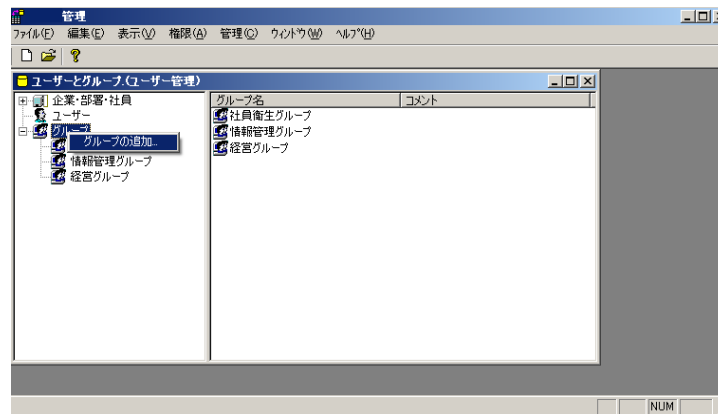 管理
ファイル(F) 編集(E) 表示(V) 権限(A) 管理(C) ウィンドウ(W) ヘルプ(H)
ユーザーとグループ.(ユーザー管理)
企業・部署・社員
ユーザー
グループ
グループの追加...
情報管理グループ
経営グループ
グループ名 コメント
社員衛生グループ
情報管理グループ
経営グループ
NUM